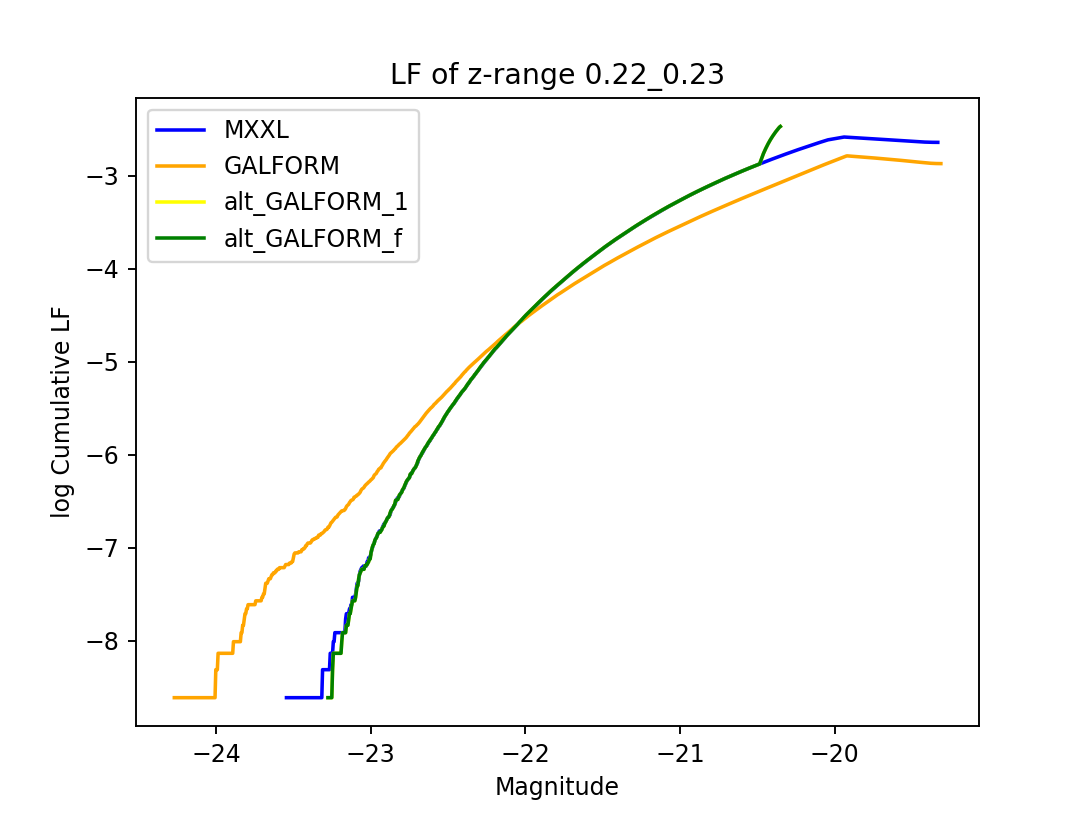 LF of z-range 0.22_0.23
MXXL
GALFORM
alt_GALFORM_1
alt_GALFORM_f
−3
−4
−5
−6
−7
−8
log Cumulative LF
−24 −23 −22 −21 −20
Magnitude